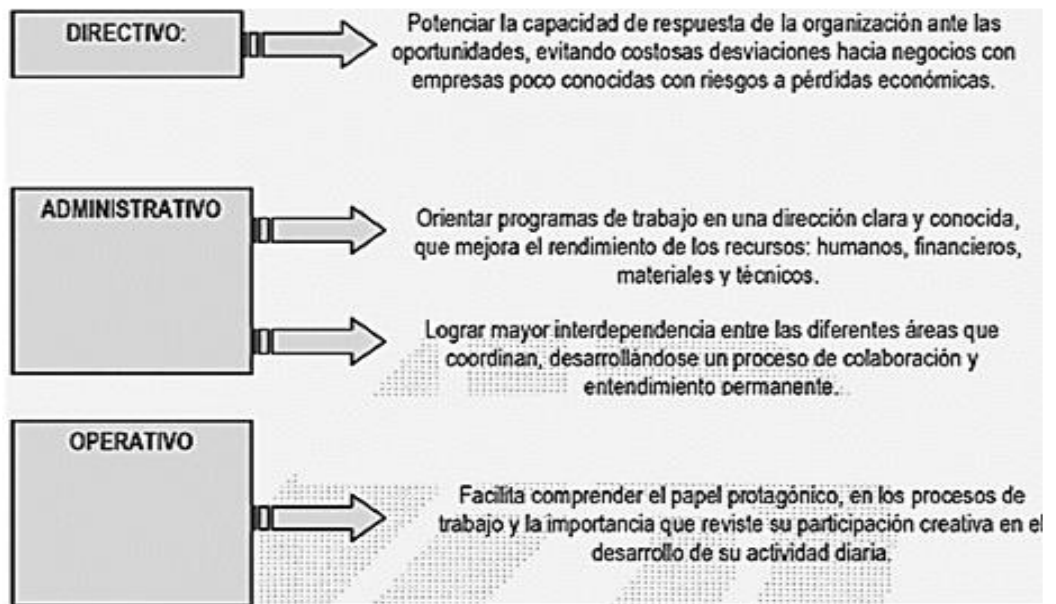 DIRECTIVO:
Potenciar la capacidad de respuesta de la organización ante las
oportunidades, evitando costosas desviaciones hacia negocios con
empresas poco conocidas con riesgos a pérdidas económicas.
ADMINISTRATIVO
Orientar programas de trabajo en una dirección clara y conocida,
que mejora el rendimiento de los recursos: humanos, financieros,
materiales y técnicos.
Lograr mayor interdependencia entre las diferentes áreas que
coordinan, desarrollándose un proceso de colaboración y
entendimiento permanente.
OPERATIVO
Facilita comprender el papel protagónico, en los procesos de
trabajo y la importancia que reviste su participación creativa en el
desarrollo de su actividad diaria.